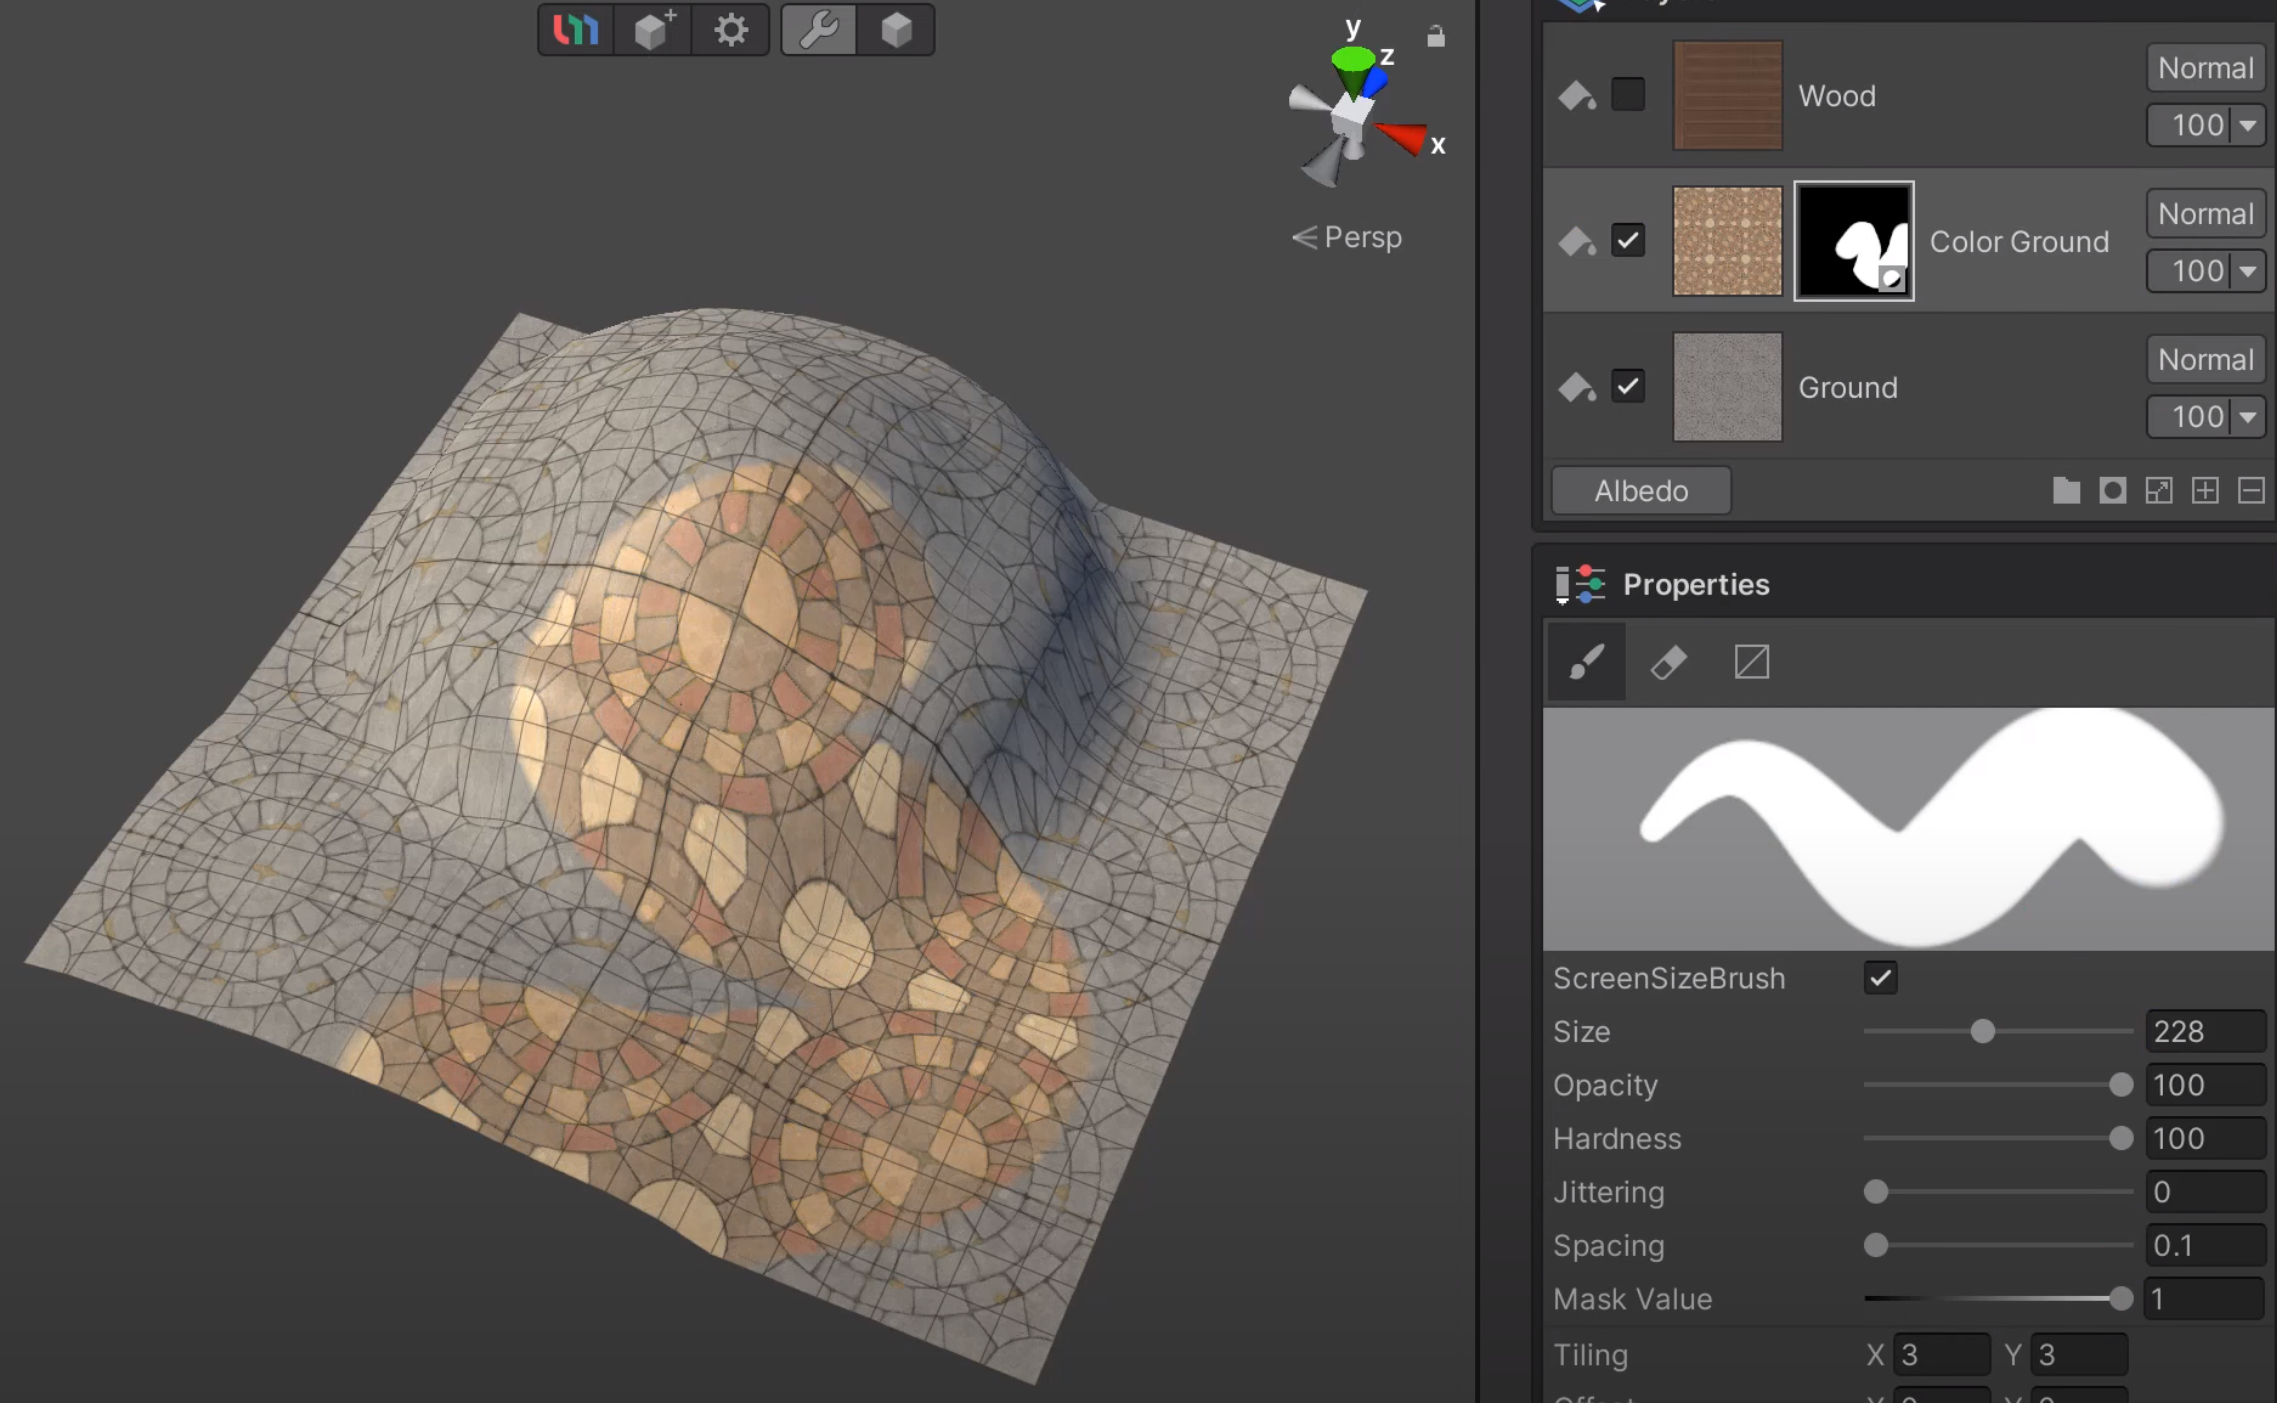 y
z
x
Persp
Wood
Normal
100
Color Ground
Normal
100
Ground
Normal
100
Albedo
Properties
ScreenSizeBrush
Size 228
Opacity 100
Hardness 100
Jittering 0
Spacing 0.1
Mask Value 1
Tiling X 3 Y 3